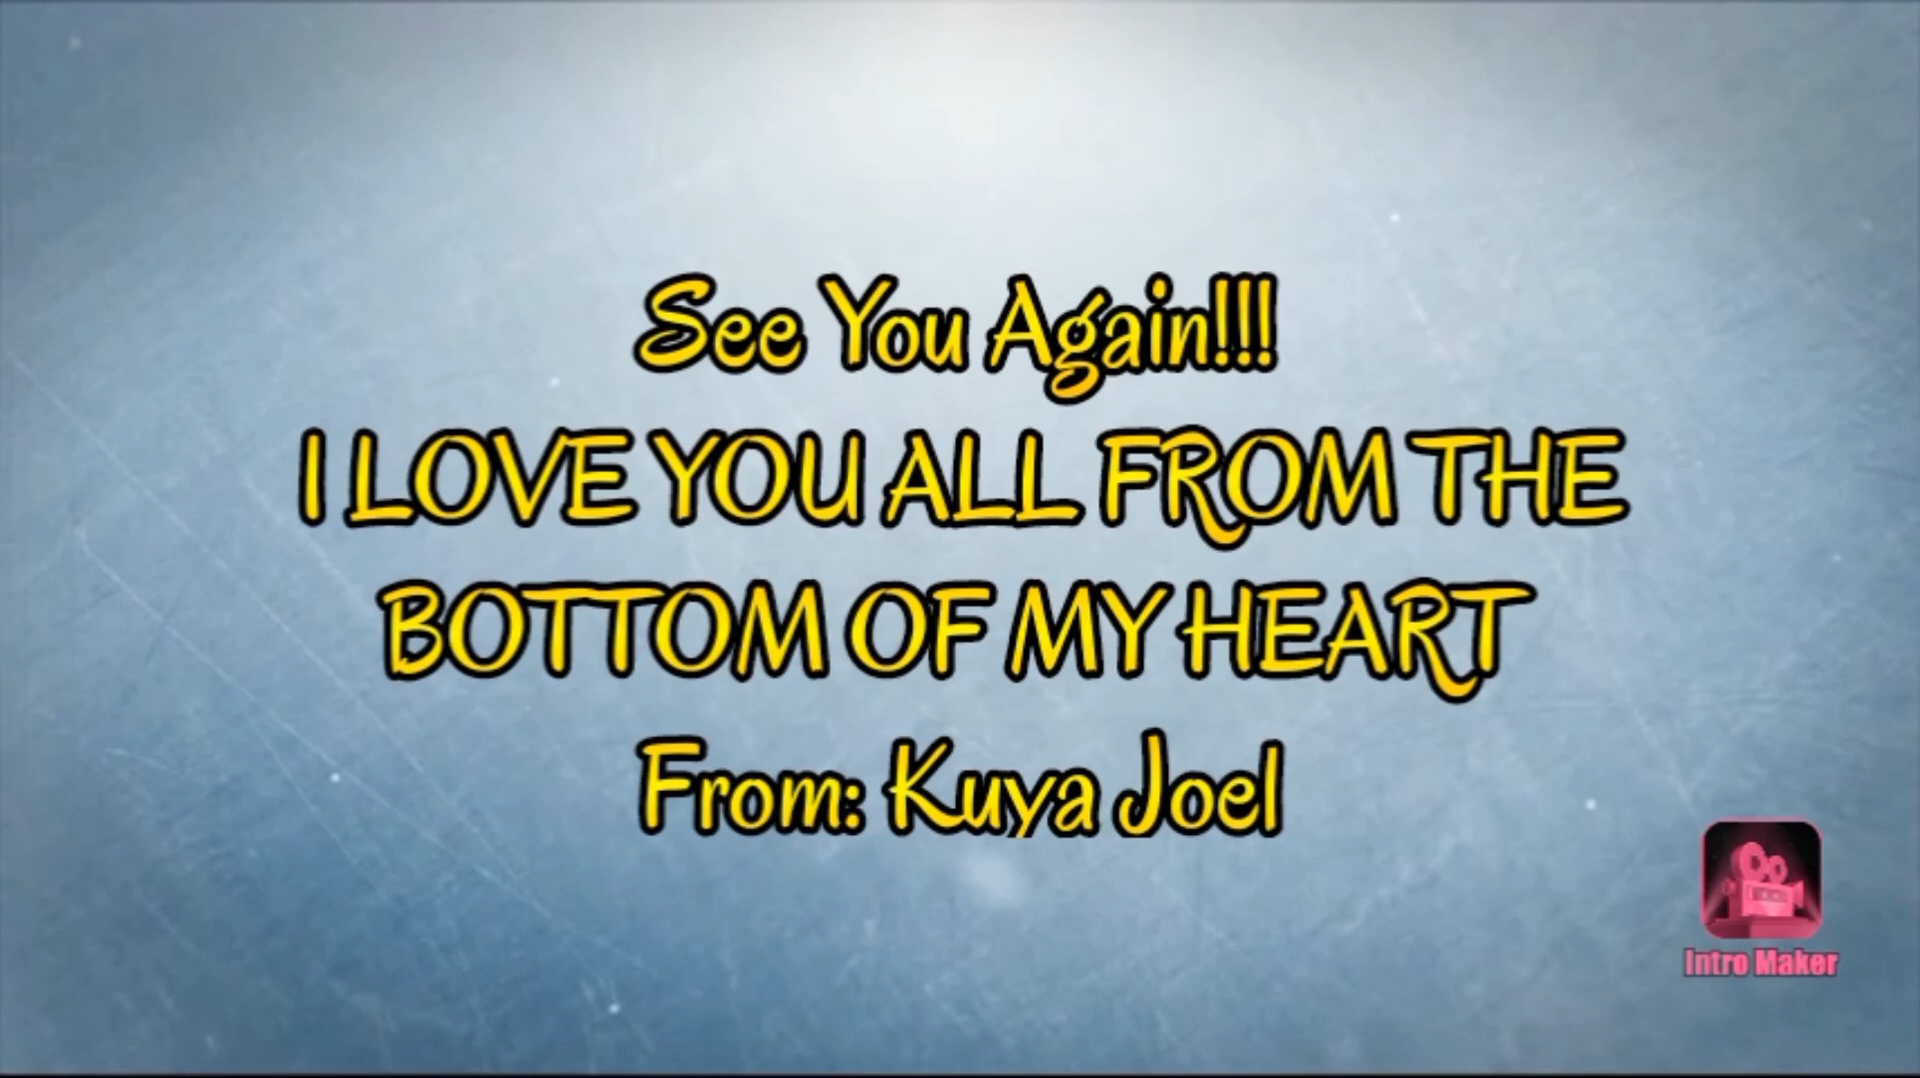 See You Again!!!
I LOVE YOU ALL FROM THE
BOTTOM OF MY HEART
From: Kuya Joel
Intro Maker